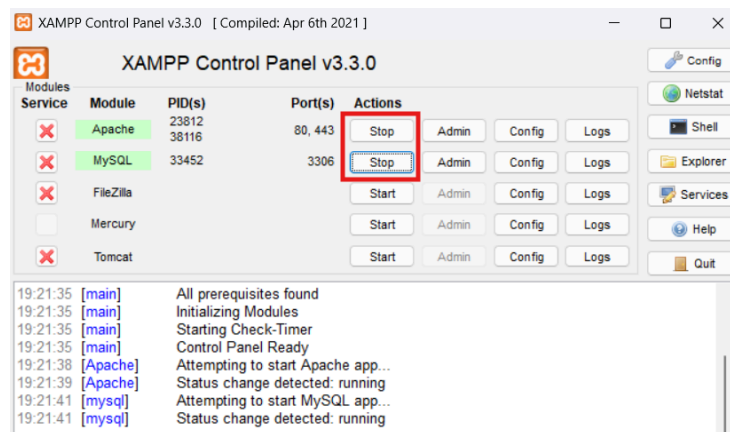 XAMPP Control Panel v3.3.0 [ Compiled: Apr 6th 2021 ]
XAMPP Control Panel v3.3.0
Config
Modules
Service Module PID(s) Port(s) Actions
Netstat
Apache 23812 38116 80, 443 Stop Admin Config Logs
Shell
MySQL 33452 3306 Stop Admin Config Logs
Explorer
FileZilla Start Admin Config Logs
Services
Mercury Start Admin Config Logs
Help
Tomcat Start Admin Config Logs
Quit
19:21:35 [main] All prerequisites found
19:21:35 [main] Initializing Modules
19:21:35 [main] Starting Check-Timer
19:21:35 [main] Control Panel Ready
19:21:38 [Apache] Attempting to start Apache app...
19:21:39 [Apache] Status change detected: running
19:21:41 [mysql] Attempting to start MySQL app...
19:21:41 [mysql] Status change detected: running